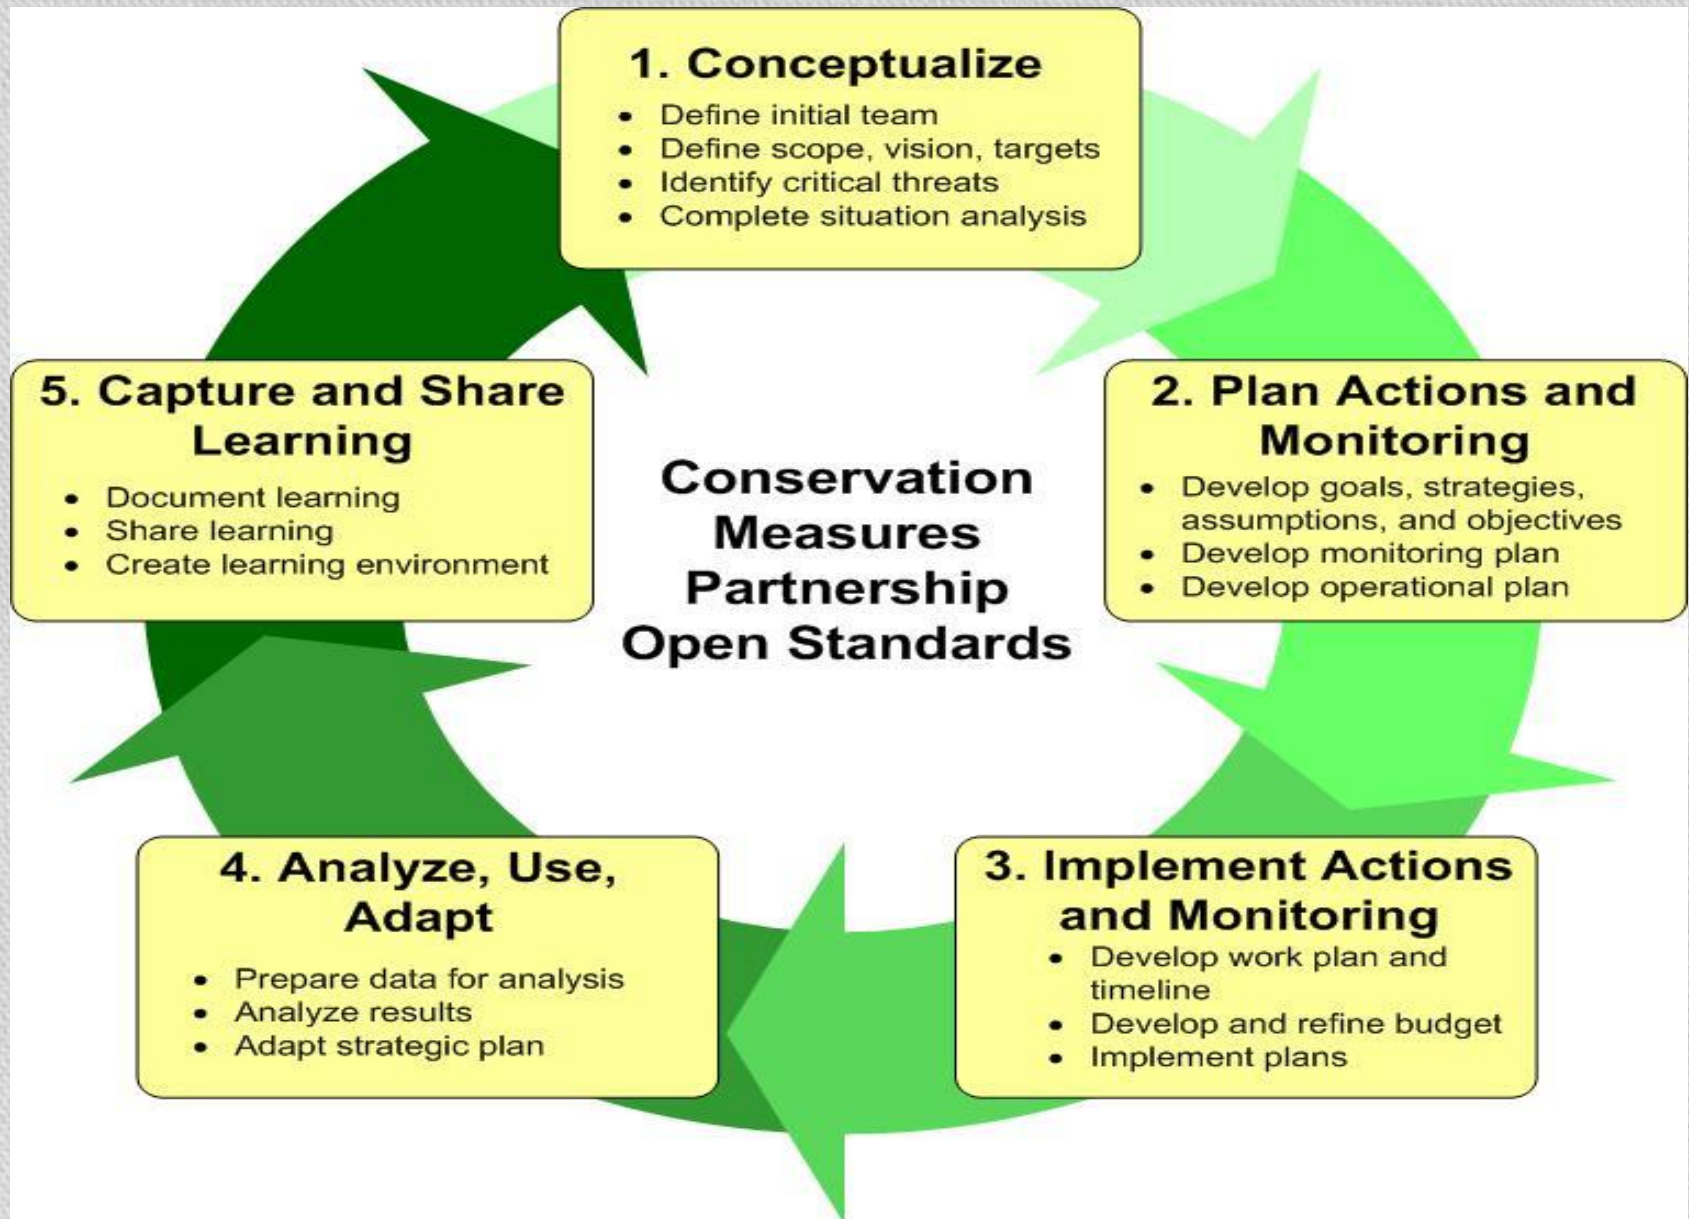 1. Conceptualize
• Define initial team
• Define scope, vision, targets
• Identify critical threats
• Complete situation analysis
2. Plan Actions and
Monitoring
• Develop goals, strategies,
assumptions, and objectives
• Develop monitoring plan
• Develop operational plan
3. Implement Actions
and Monitoring
• Develop work plan and
timeline
• Develop and refine budget
• Implement plans
4. Analyze, Use,
Adapt
• Prepare data for analysis
• Analyze results
• Adapt strategic plan
5. Capture and Share
Learning
• Document learning
• Share learning
• Create learning environment
Conservation
Measures
Partnership
Open Standards